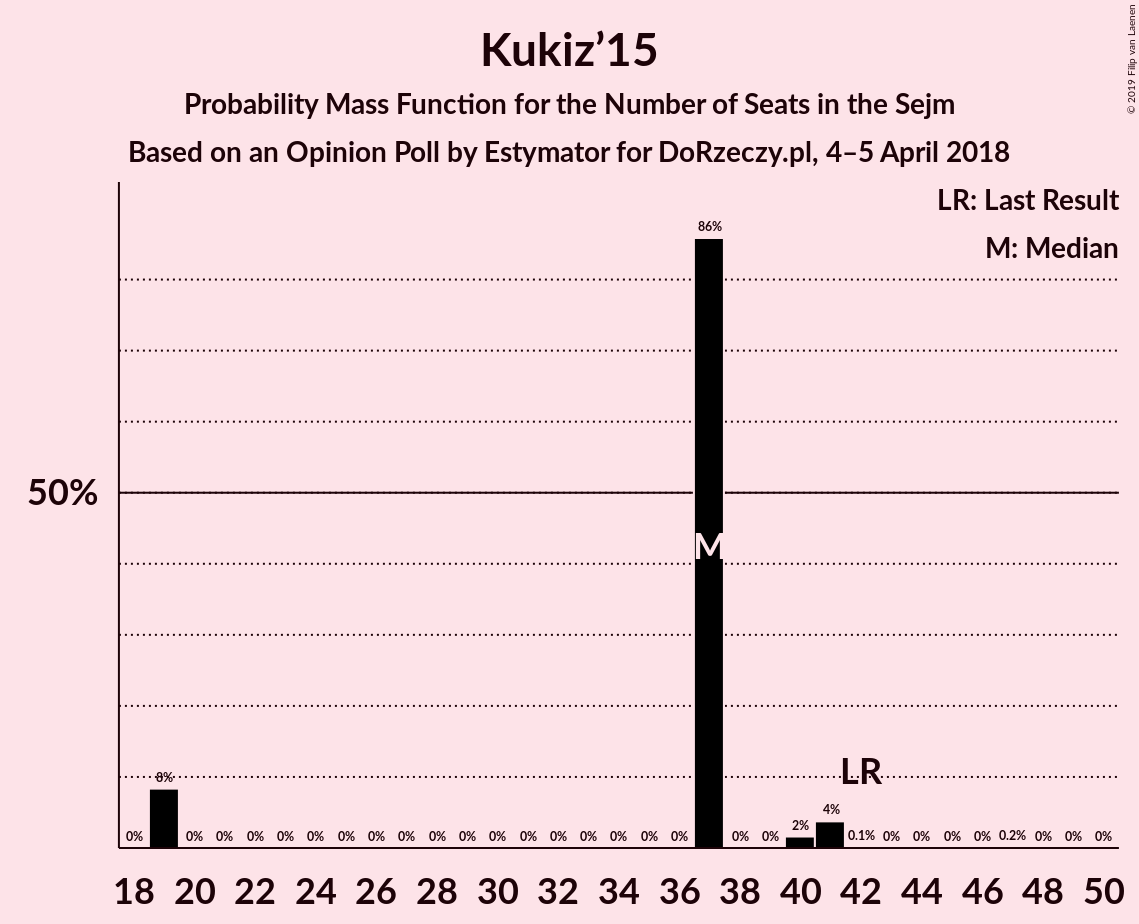 Kukiz’15
Probability Mass Function for the Number of Seats in the Sejm
Based on an Opinion Poll by Estymator for DoRzeczy.pl, 4–5 April 2018
© 2019 Filip van Laenen
LR: Last Result
M: Median
86%
50%
M
LR
8%
4%
2%
0% 0% 0% 0% 0% 0% 0% 0% 0% 0% 0% 0% 0% 0% 0% 0% 0% 0% 0% 0% 0.1% 0% 0% 0% 0% 0.2% 0% 0% 0%
18 20 22 24 26 28 30 32 34 36 38 40 42 44 46 48 50